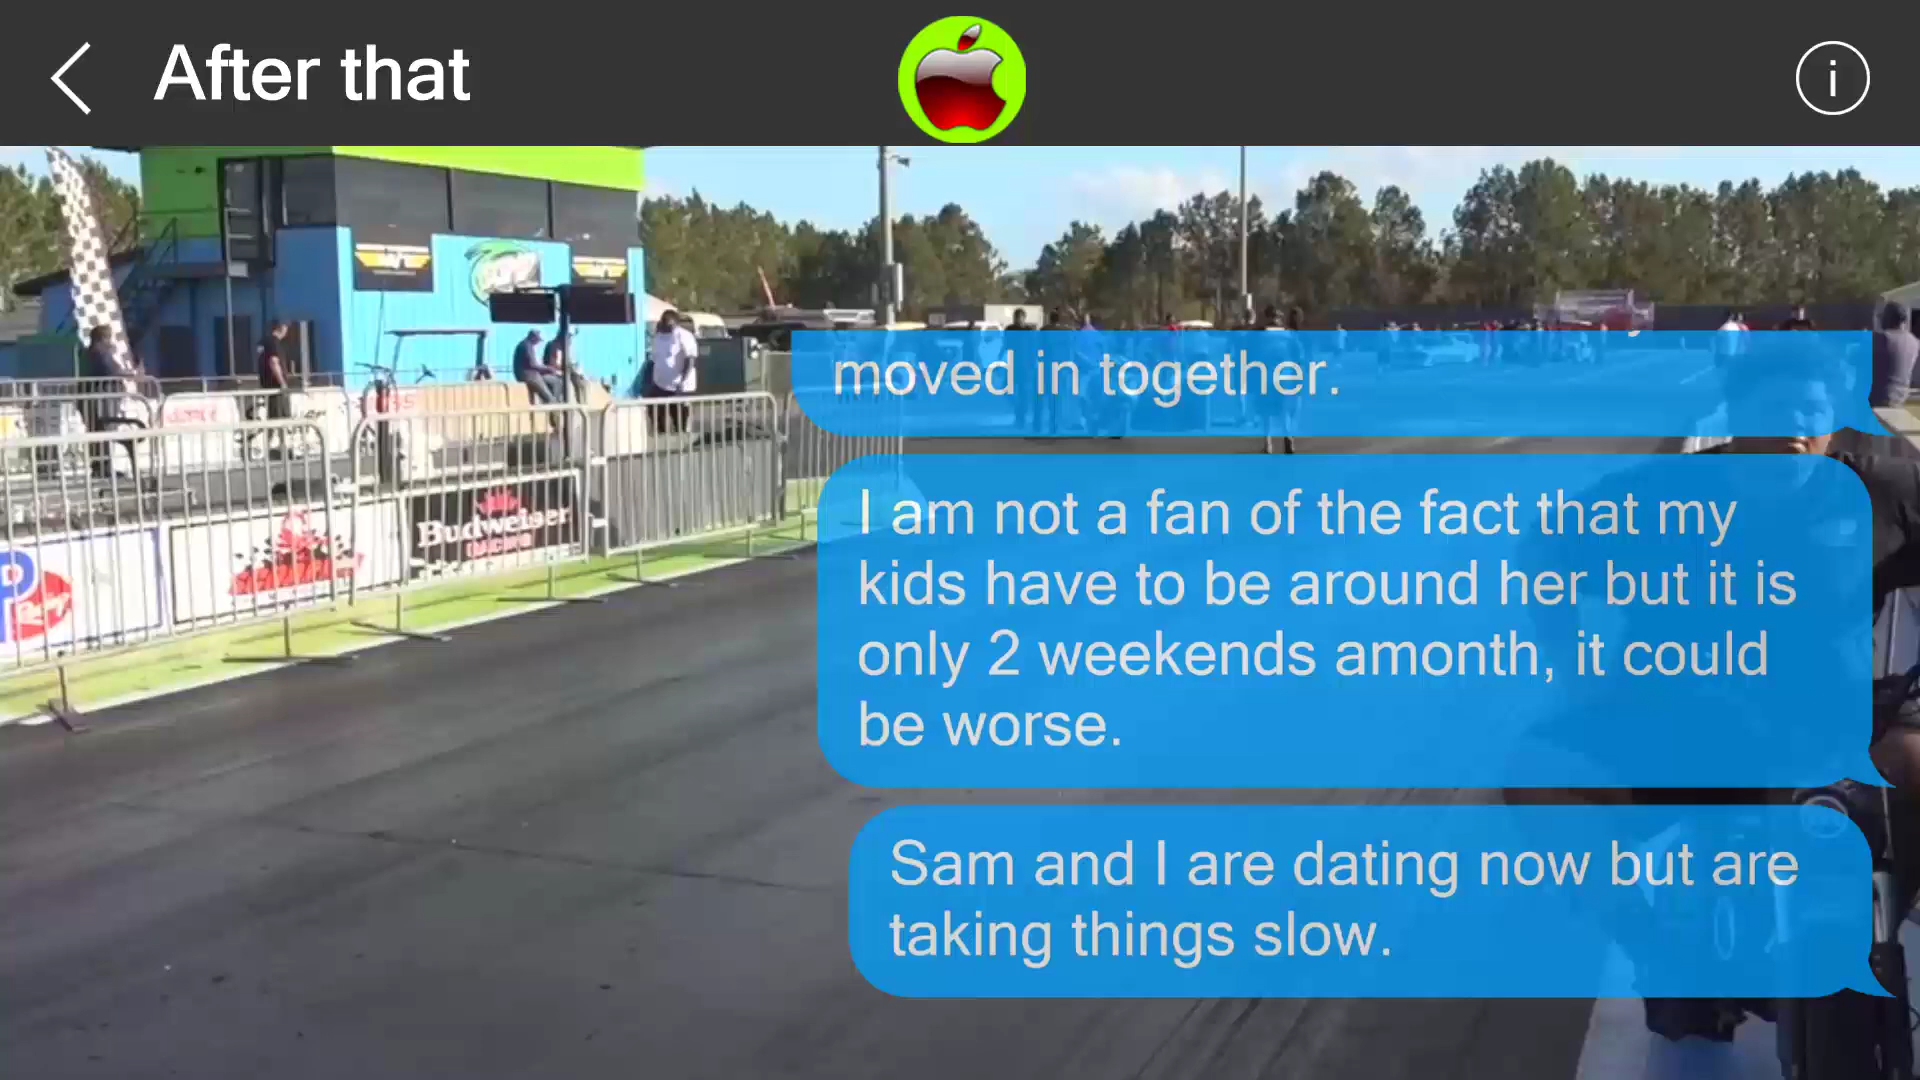 After that
i
moved in together.
I am not a fan of the fact that my
kids have to be around her but it is
only 2 weekends amonth, it could
be worse.
Sam and I are dating now but are
taking things slow.
Budweiser